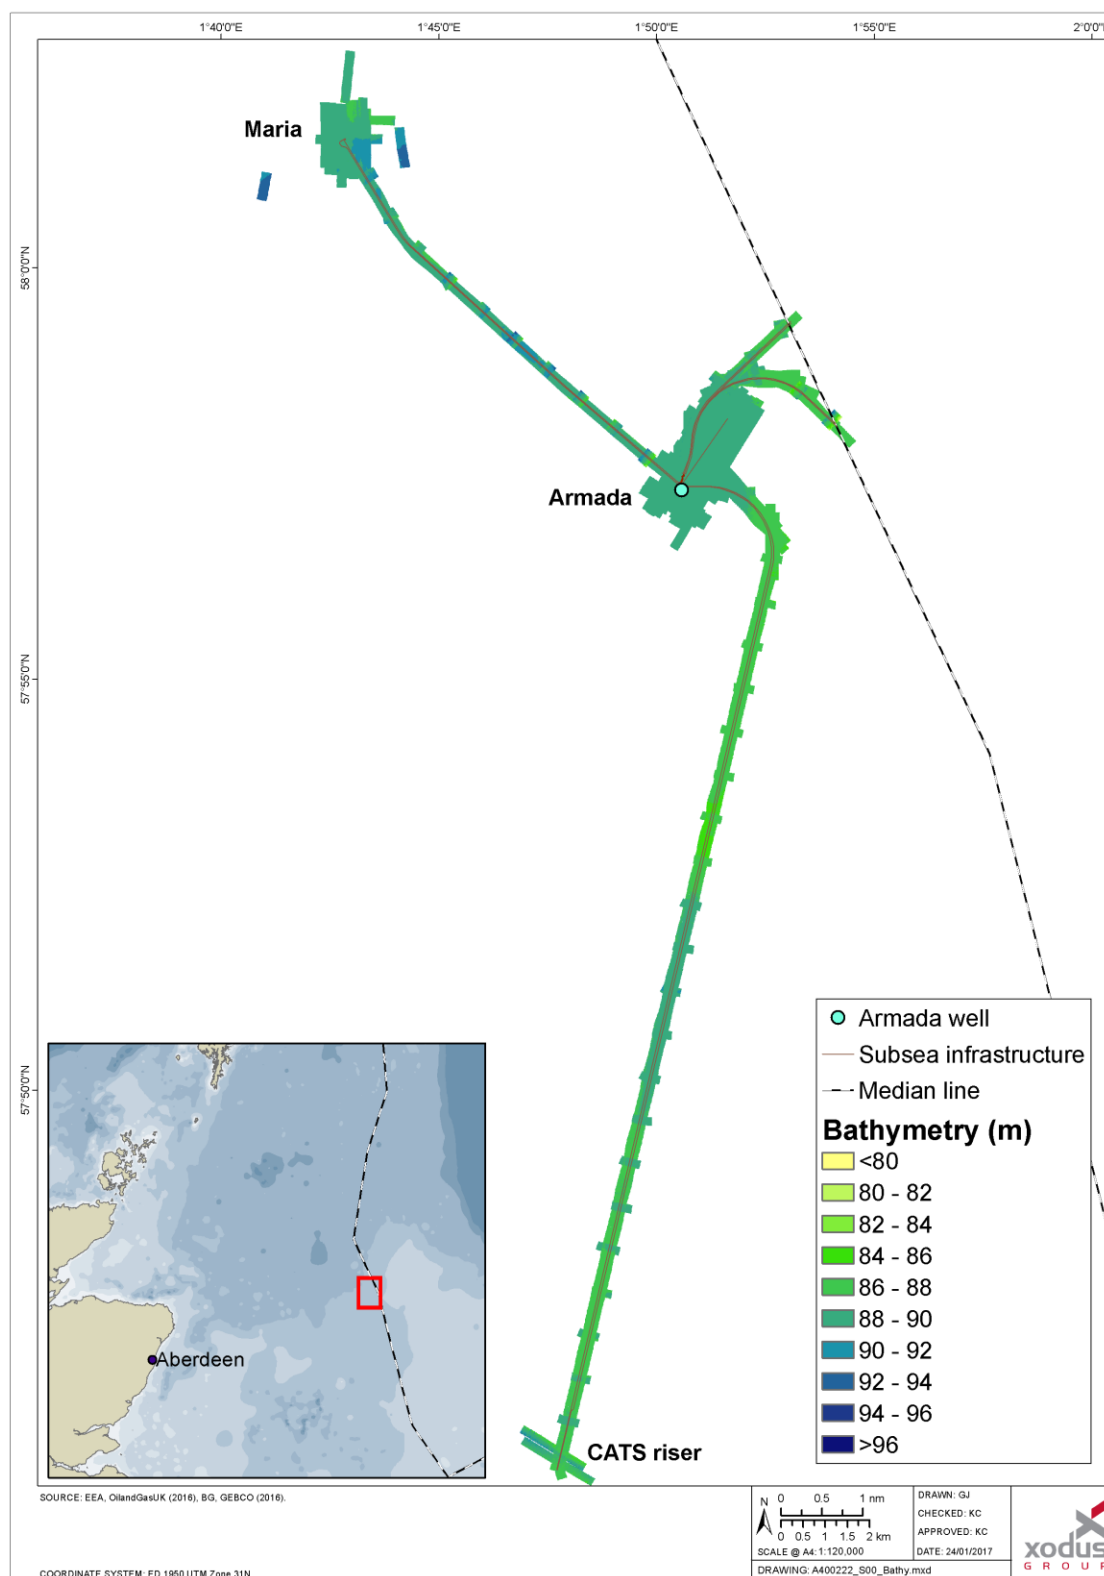 1°40'0"E 1°45'0"E 1°50'0"E 1°55'0"E 2°0'0"E
Maria
58°0'0"N
Armada
57°55'0"N
57°50'0"N
Armada well
Subsea infrastructure
Median line
Bathymetry (m)
<80
80 - 82
82 - 84
84 - 86
86 - 88
88 - 90
90 - 92
92 - 94
94 - 96
>96
Aberdeen
CATS riser
SOURCE: EEA, OilandGasUK (2016), BG, GEBCO (2016).
N
0 0.5 1 nm
0 0.5 1 1.5 2 km
SCALE @ A4: 1:120,000
DRAWN: GJ
CHECKED: KC
APPROVED: KC
DATE: 24/01/2017
DRAWING: A400222_S00_Bathy.mxd
xodus
GROUP
COORDINATE SYSTEM: ED 1950 UTM Zone 31N